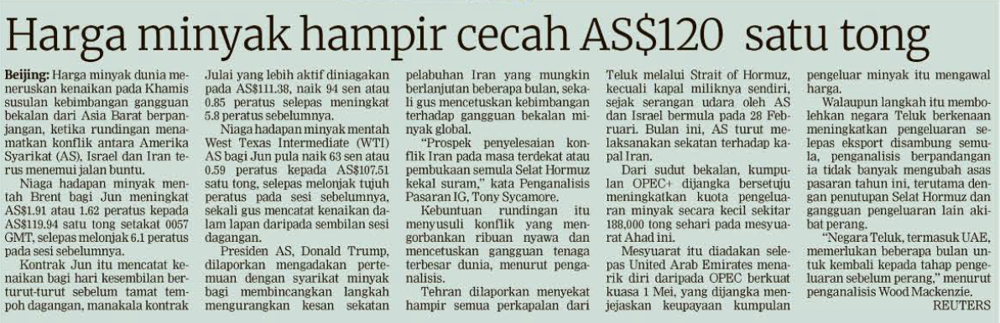 Harga minyak hampir cecah AS$120 satu tong
Beijing: Harga minyak dunia me-
neruskan kenaikan pada Khamis
susulan kebimbangan gangguan
bekalan dari Asia Barat berpan-
jangan, ketika rundingan mena-
matkan konflik antara Amerika
Syarikat (AS), Israel dan Iran te-
rus menemui jalan buntu.
Niaga hadapan minyak men-
tah Brent bagi Jun meningkat
AS$1.91 atau 1.62 peratus kepada
AS$119.94 satu tong setakat 0057
GMT, selepas melonjak 6.1 peratus
pada sesi sebelumnya.
Kontrak Jun itu mencatat ke-
naikan bagi hari kesembilan ber-
turut-turut sebelum tamat tem-
poh dagangan, manakala kontrak
Julai yang lebih aktif diniagakan
pada AS$111.38, naik 94 sen atau
0.85 peratus selepas meningkat
5.8 peratus sebelumnya.
Niaga hadapan minyak mentah
West Texas Intermediate (WTI)
AS bagi Jun pula naik 63 sen atau
0.59 peratus kepada AS$107.51
satu tong, selepas melonjak tujuh
peratus pada sesi sebelumnya,
sekali gus mencatat kenaikan da-
lam lapan daripada sembilan sesi
dagangan.
Presiden AS, Donald Trump,
dilaporkan mengadakan perte-
muan dengan syarikat minyak
bagi membincangkan langkah
mengurangkan kesan sekatan
pelabuhan Iran yang mungkin
berlanjutan beberapa bulan, seka-
li gus mencetuskan kebimbangan
terhadap gangguan bekalan mi-
nyak global.
"Prospek penyelesaian kon-
flik Iran pada masa terdekat atau
pembukaan semula Selat Hormuz
kekal suram," kata Penganalisis
Pasaran IG, Tony Sycamore.
Kebuntuan rundingan itu
menyusuli konflik yang men-
gorbankan ribuan nyawa dan
mencetuskan gangguan tenaga
terbesar dunia, menurut penga-
nalisis.
Tehran dilaporkan menyekat
hampir semua perkapalan dari
Teluk melalui Strait of Hormuz,
kecuali kapal miliknya sendiri,
sejak serangan udara oleh AS
dan Israel bermula pada 28 Feb-
ruari. Bulan ini, AS turut me-
laksanakan sekatan terhadap ka-
pal Iran.
Dari sudut bekalan, kumpu-
lan OPEC+ dijangka bersetuju
meningkatkan kuota pengelua-
ran minyak secara kecil sekitar
188,000 tong sehari pada mesyua-
rat Ahad ini.
Mesyuarat itu diadakan sele-
pas United Arab Emirates mena-
rik diri daripada OPEC berkuat
kuasa 1 Mei, yang dijangka men-
jejaskan keupayaan kumpulan
pengeluar minyak itu mengawal
harga.
Walaupun langkah itu membo-
lehkan negara Teluk berkenaan
meningkatkan pengeluaran se-
lepas eksport disambung semu-
la, penganalisis berpandangan
ia tidak banyak mengubah asas
pasaran tahun ini, terutama den-
gan penutupan Selat Hormuz dan
gangguan pengeluaran lain aki-
bat perang.
"Negara Teluk, termasuk UAE,
memerlukan beberapa bulan un-
tuk kembali kepada tahap penge-
luaran sebelum perang," menurut
penganalisis Wood Mackenzie.
REUTERS